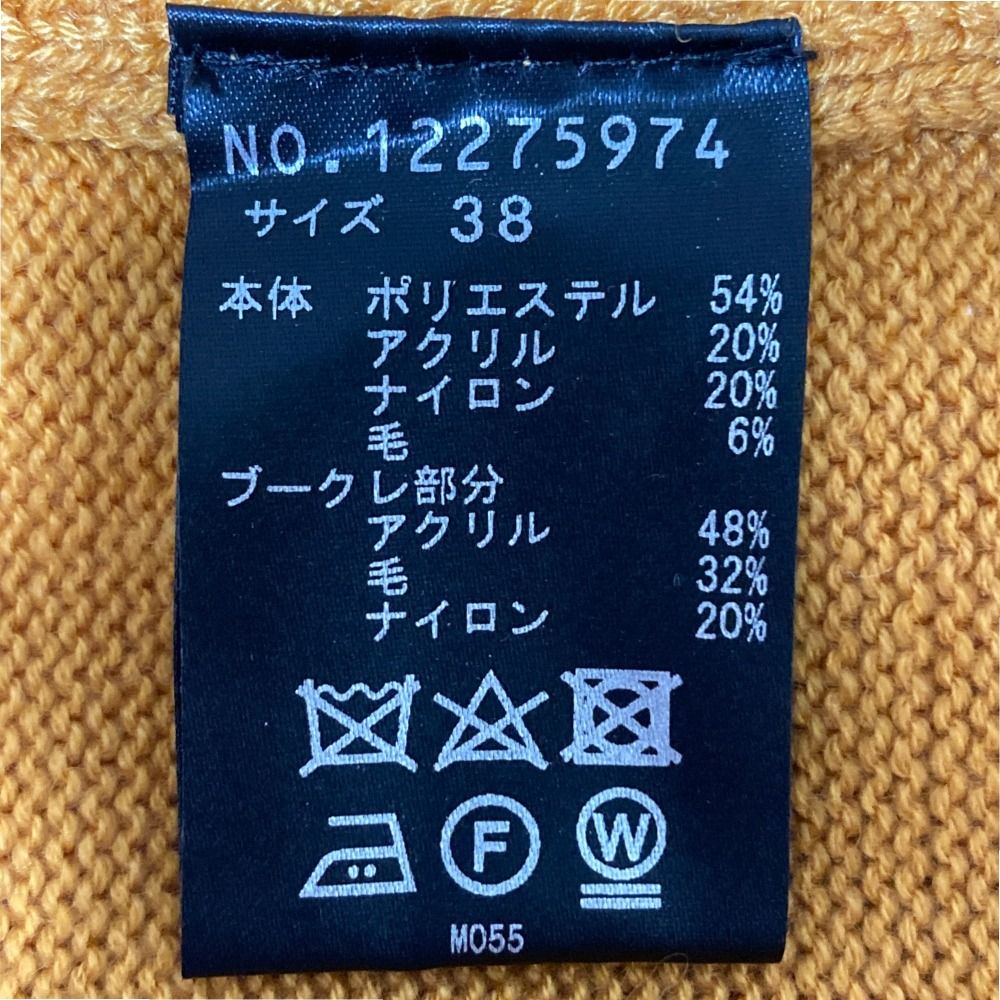 NO.12275974
サイズ 38
本体 ポリエステル 54%
アクリル 20%
ナイロン 20%
毛 6%
ブークレ部分
アクリル 48%
毛 32%
ナイロン 20%
F W
M055